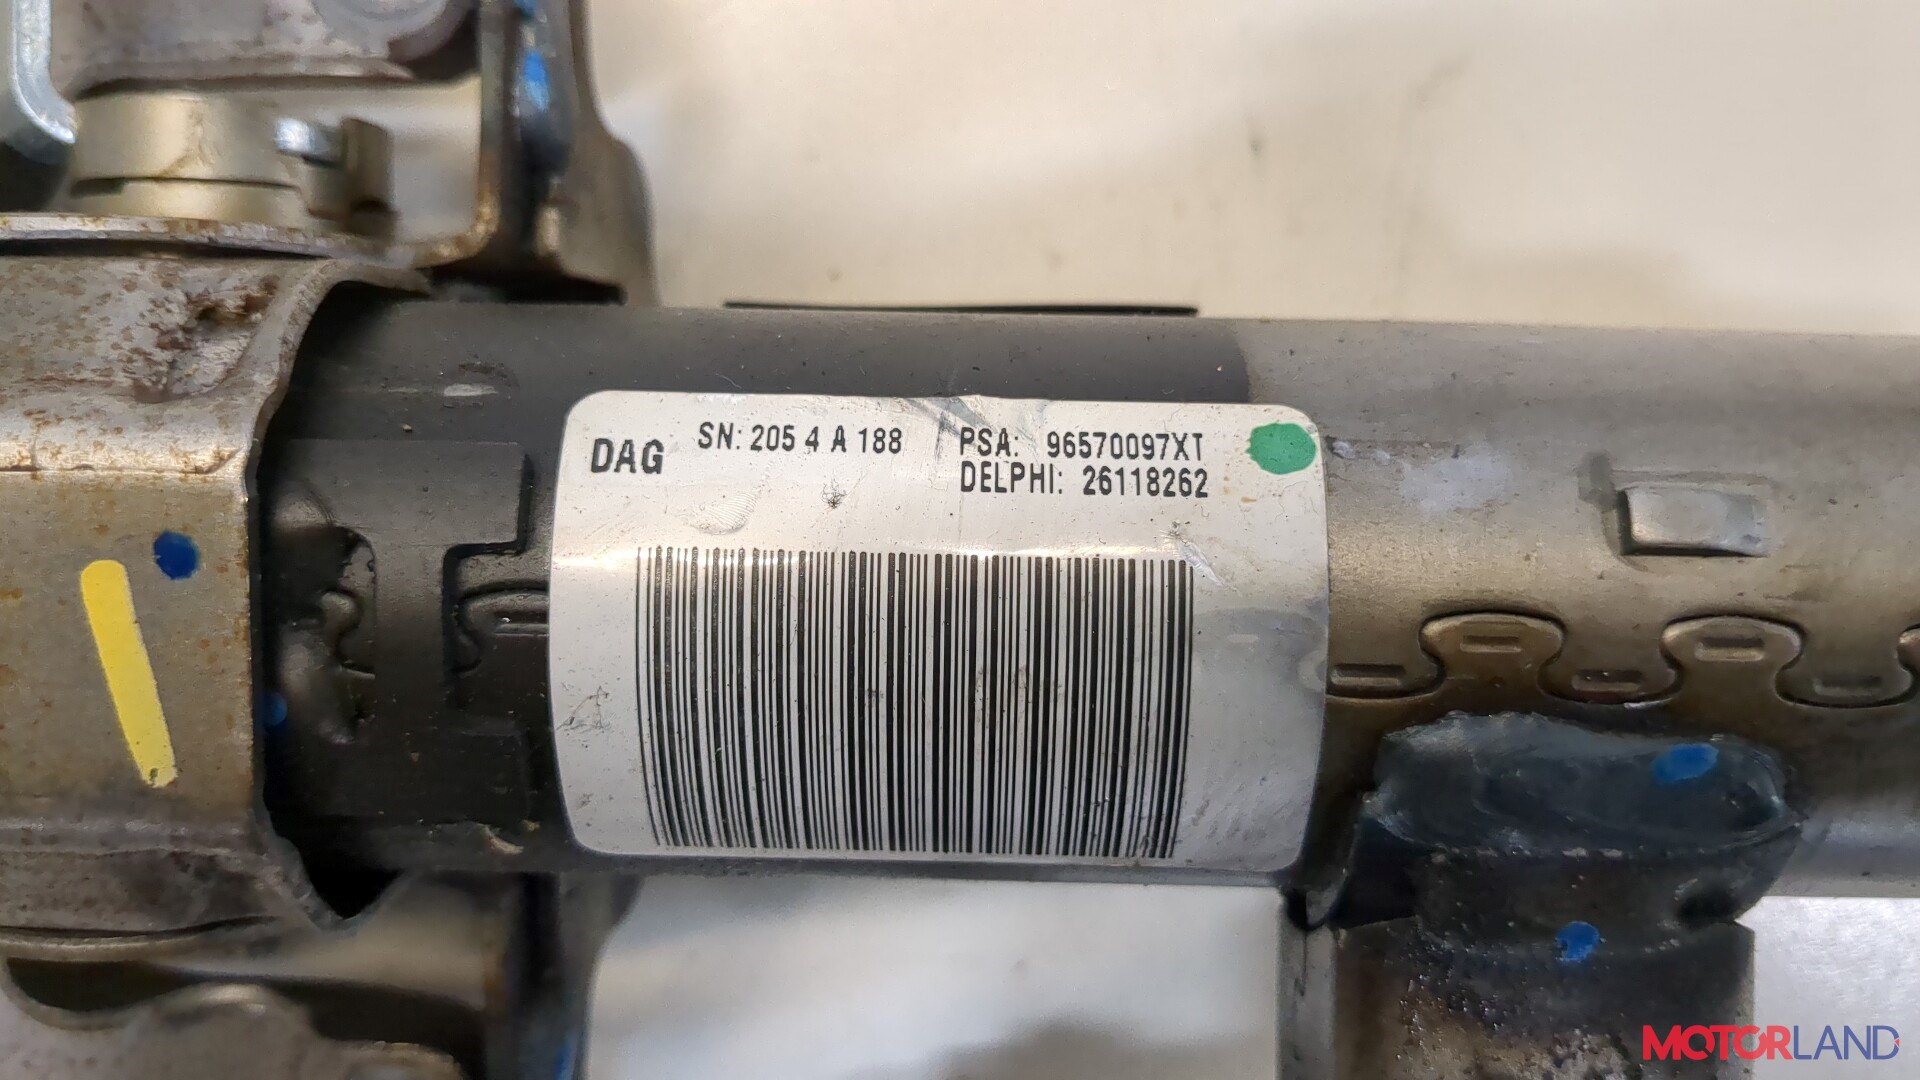 DAG
SN: 205 4 A 188
PSA: 96570097XT
DELPHI: 26118262
MOTORLAND